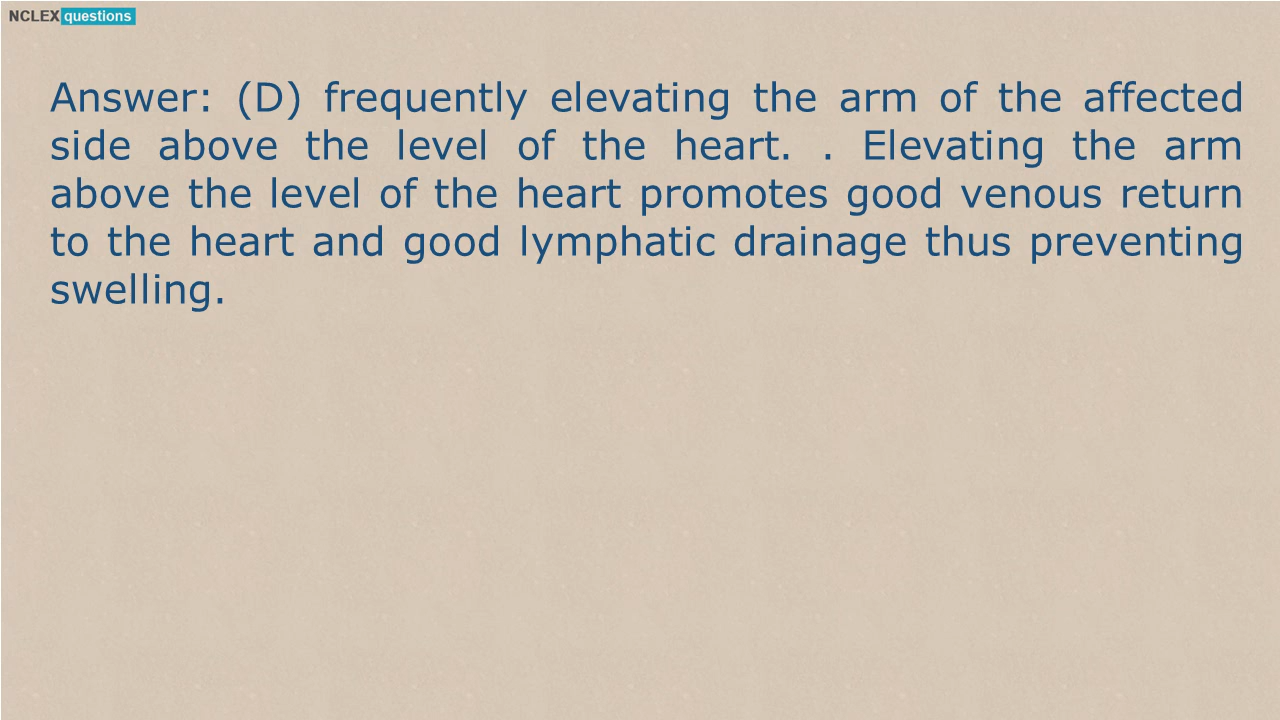 NCLEX questions
Answer: (D) frequently elevating the arm of the affected
side above the level of the heart. . Elevating the arm
above the level of the heart promotes good venous return
to the heart and good lymphatic drainage thus preventing
swelling.